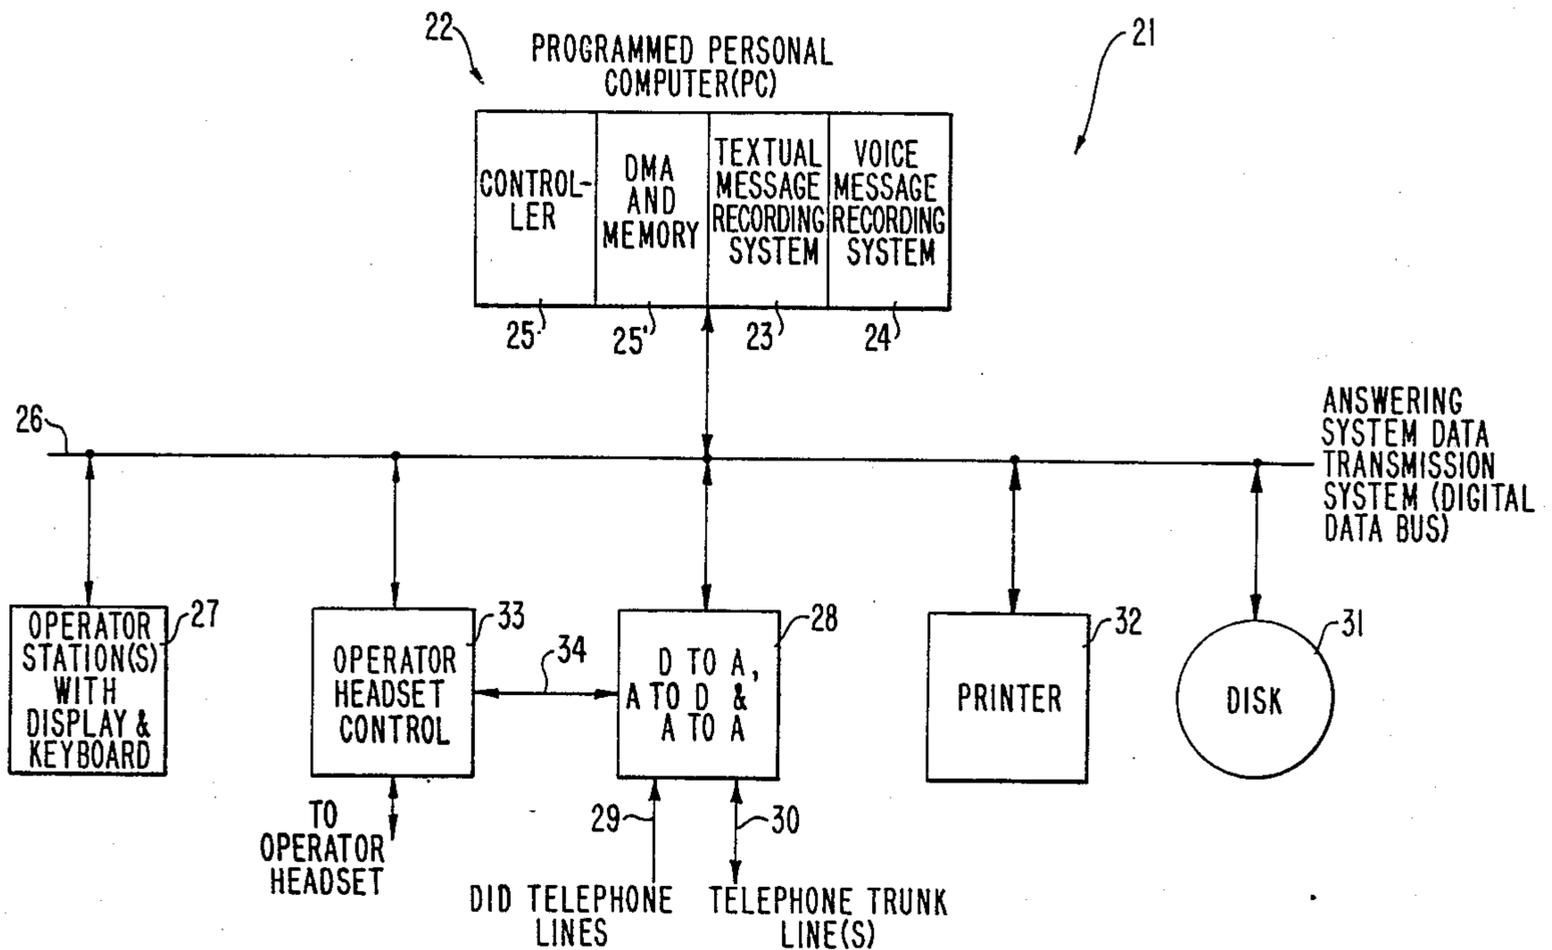 22
PROGRAMMED PERSONAL
COMPUTER(PC)
21
CONTROL-
LER
DMA
AND
MEMORY
TEXTUAL
MESSAGE
RECORDING
SYSTEM
VOICE
MESSAGE
RECORDING
SYSTEM
25
25'
23
24
26
ANSWERING
SYSTEM DATA
TRANSMISSION
SYSTEM (DIGITAL
DATA BUS)
OPERATOR
STATION(S)
WITH
DISPLAY &
KEYBOARD
27
OPERATOR
HEADSET
CONTROL
33
34
D TO A,
A TO D &
A TO A
28
PRINTER
32
DISK
31
TO
OPERATOR
HEADSET
29
30
DID TELEPHONE
LINES
TELEPHONE TRUNK
LINE(S)